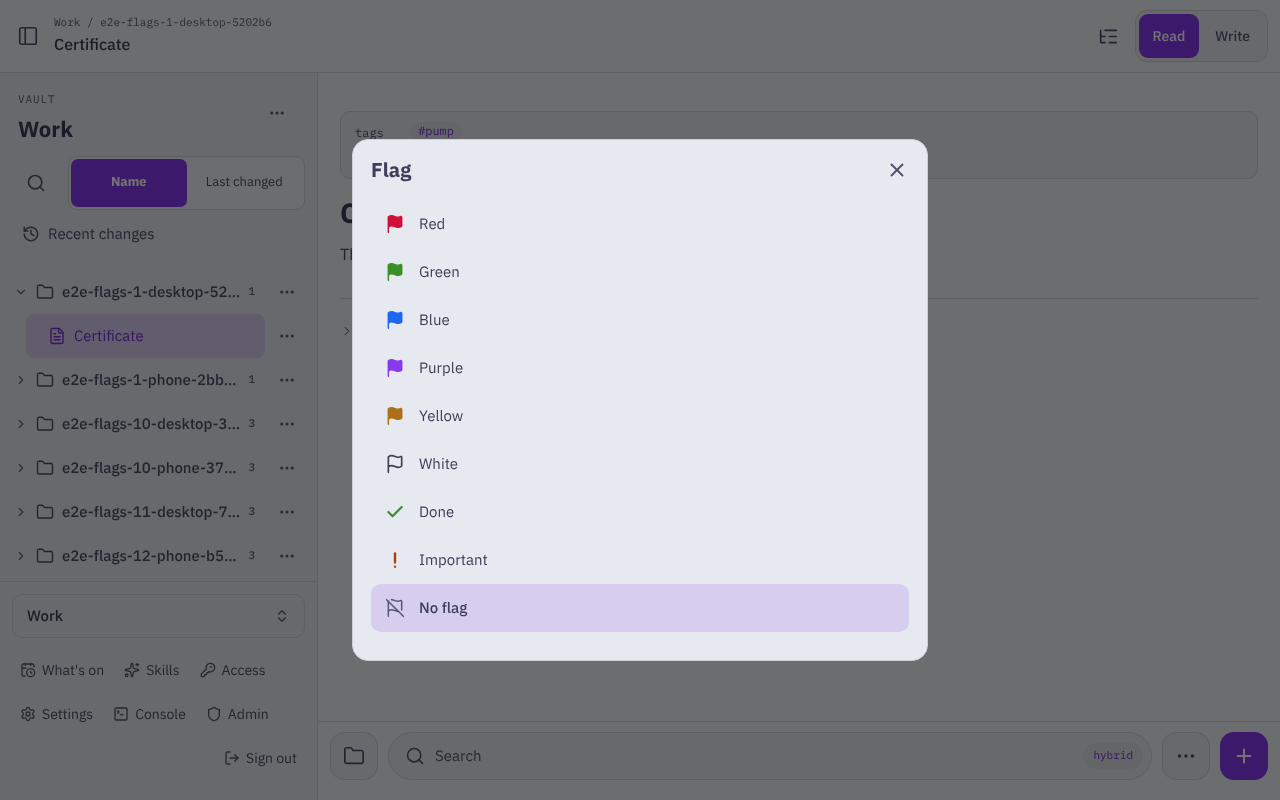 Work / e2e-flags-1-desktop-5202b6
Certificate
Read
Write
VAULT
Work
Name
Last changed
Recent changes
e2e-flags-1-desktop-52... 1
Certificate
e2e-flags-1-phone-2bb... 1
e2e-flags-10-desktop-3... 3
e2e-flags-10-phone-37... 3
e2e-flags-11-desktop-7... 3
e2e-flags-12-phone-b5... 3
Work
What's on
Skills
Access
Settings
Console
Admin
Sign out
tags
#pump
Flag
Red
Green
Blue
Purple
Yellow
White
Done
Important
No flag
Search
hybrid